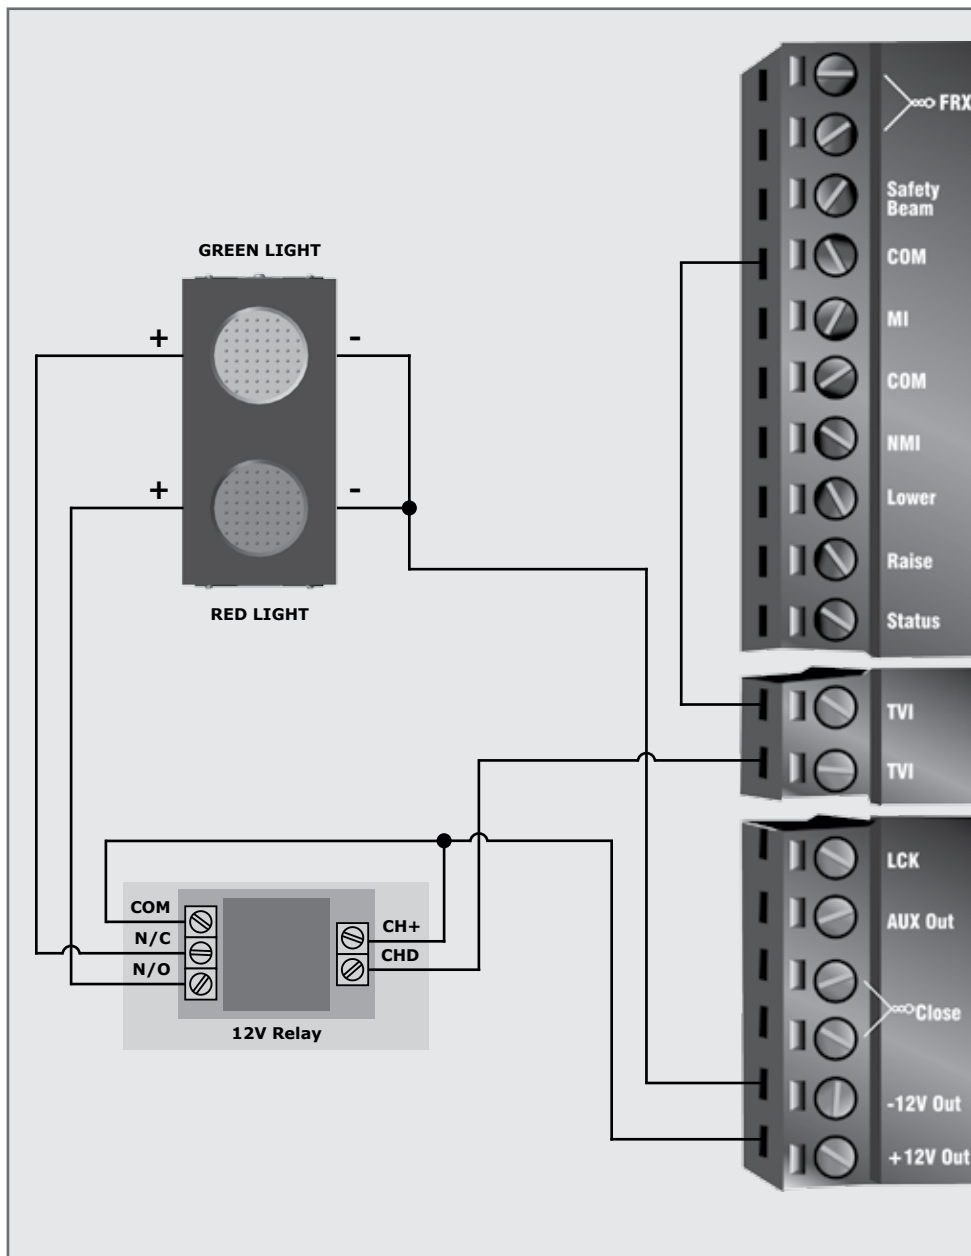 FRX
Safety
Beam
GREEN LIGHT
COM
+
-
MI
COM
NMI
+
-
Lower
Raise
RED LIGHT
Status
TVI
TVI
LCK
COM
AUX Out
CH+
N/C
CHD
N/O
Close
12V Relay
-12V Out
+12V Out